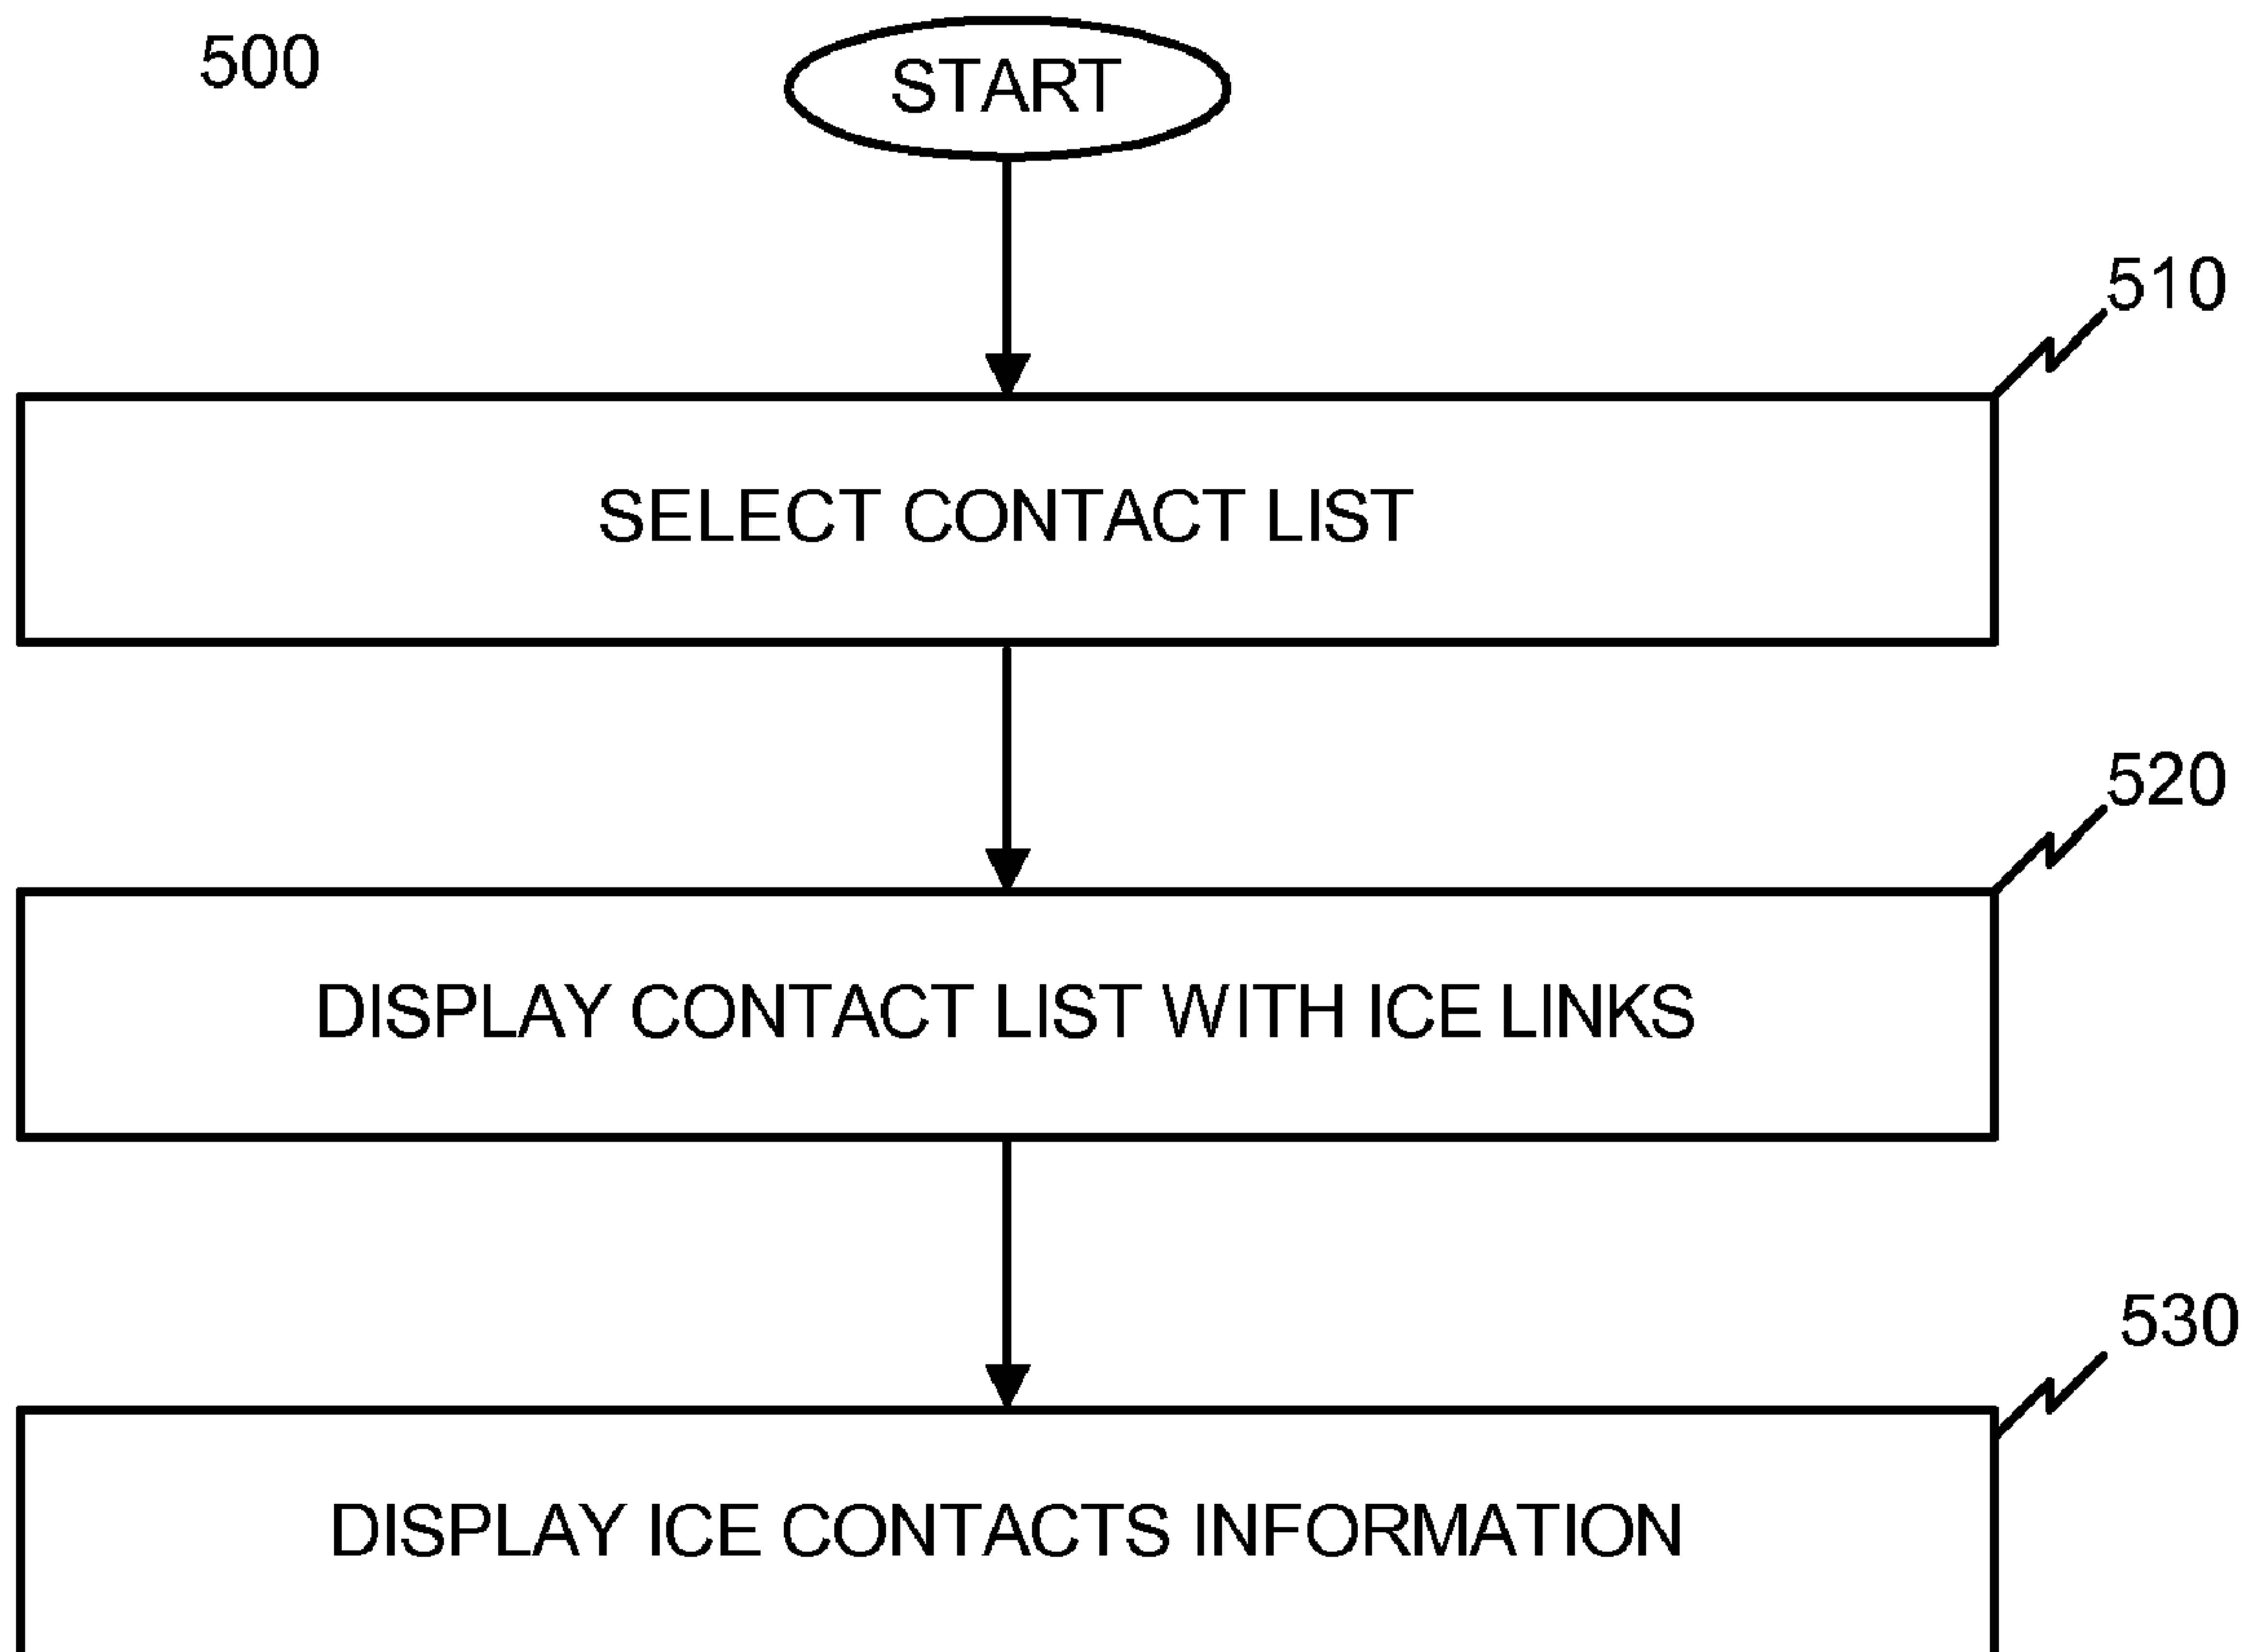 500
START
510
SELECT CONTACT LIST
520
DISPLAY CONTACT LIST WITH ICE LINKS
530
DISPLAY ICE CONTACTS INFORMATION